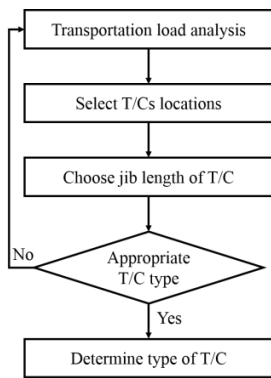 Transportation load analysis
Select T/Cs locations
Choose jib length of T/C
No
Appropriate
T/C type
Yes
Determine type of T/C